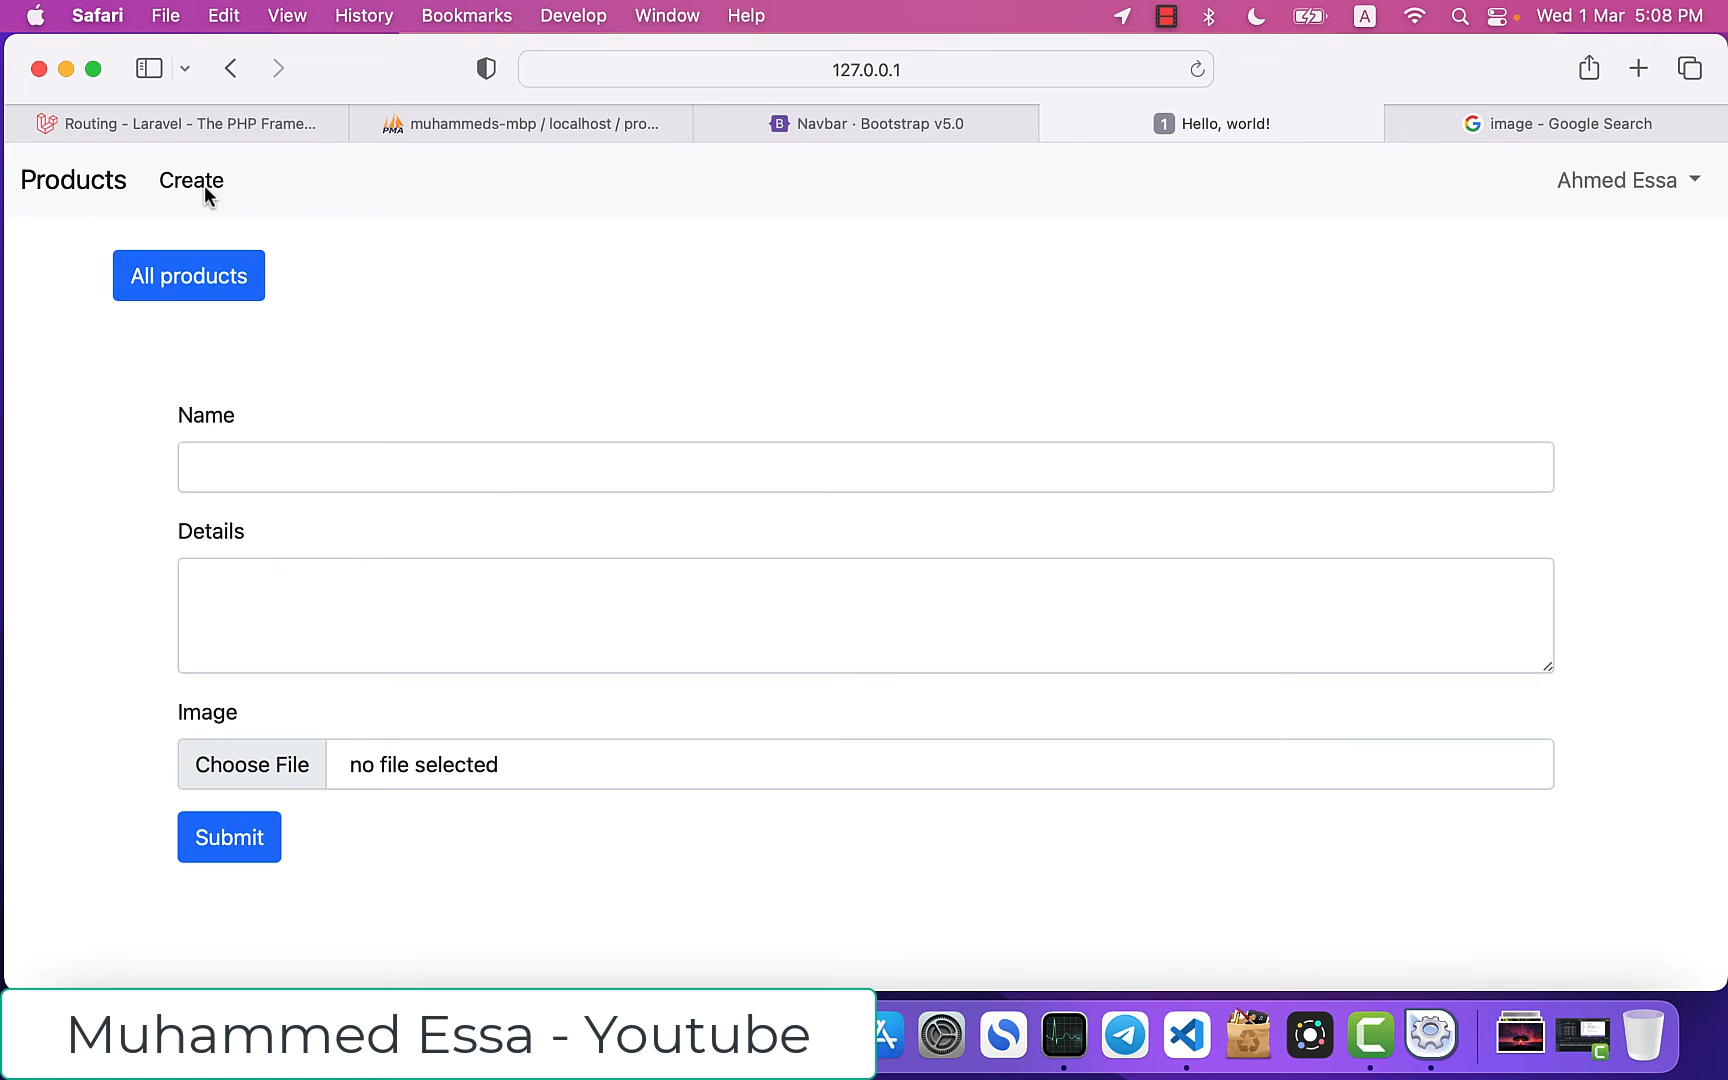 Safari File Edit View History Bookmarks Develop Window Help A Wed 1 Mar 5:08 PM
127.0.0.1
Routing - Laravel - The PHP Frame... PMA muhammeds-mbp / localhost / pro... B Navbar · Bootstrap v5.0 1 Hello, world! G image - Google Search
Products Create Ahmed Essa
All products
Name
Details
Image
Choose File no file selected
Submit
Muhammed Essa - Youtube